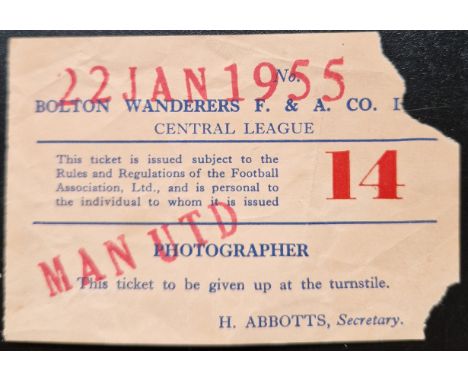 22 JAN 1955
No.
BOLTON WANDERERS F. & A. CO.
CENTRAL LEAGUE
This ticket is issued subject to the
Rules and Regulations of the Football
Association, Ltd., and is personal to
the individual to whom it is issued
14
MAN UTD
PHOTOGRAPHER
This ticket to be given up at the turnstile.
H. ABBOTTS, Secretary.